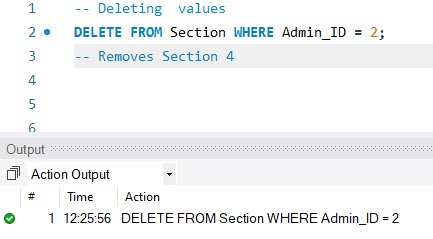 1 -- Deleting values
2 DELETE FROM Section WHERE Admin_ID = 2;
3 -- Removes Section 4
4
5
6
Output
Action Output
# Time Action
1 12:25:56 DELETE FROM Section WHERE Admin_ID = 2